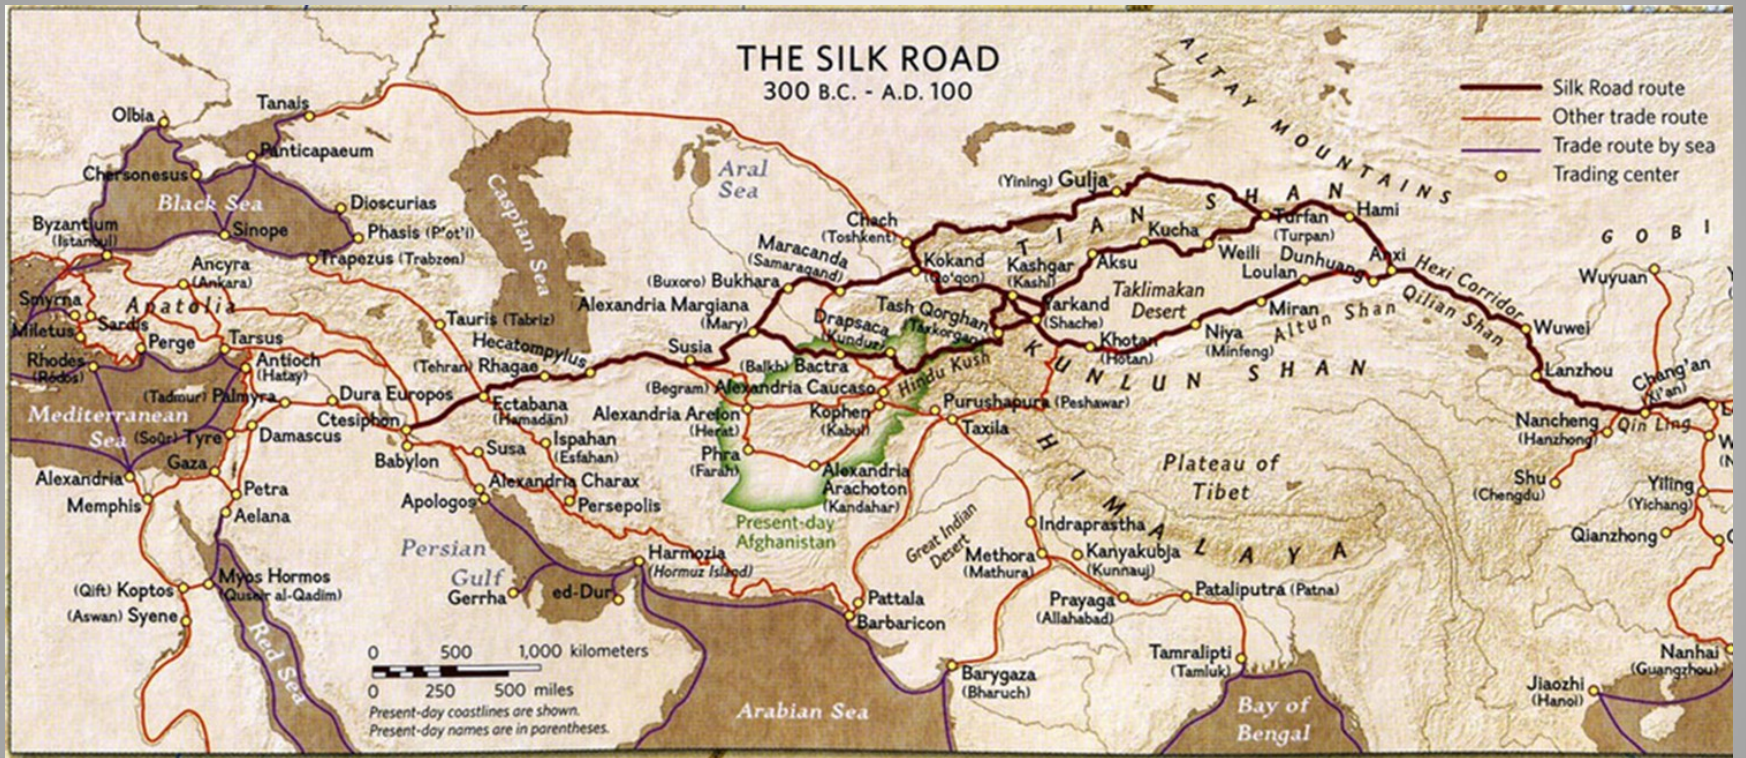 THE SILK ROAD
300 B.C. - A.D. 100
Silk Road route
Other trade route
Trade route by sea
Trading center
ALTAY MOUNTAINS
Olbia
Tanais
Panticapaeum
Chersonesus
Black Sea
Dioscurias
Phasis (P'ot'i)
Byzantium
(Istanbul)
Sinope
Trapezus (Trabzon)
Caspian Sea
Aral
Sea
(Yining) Gulja
TIAN SHAN
Turfan
(Turpan)
Hami
GOBI
Chach
(Toshkent)
Maracanda
(Samarqand)
Kokand
(Qo'qon)
Kashgar
(Kashi)
Aksu
Kucha
Weili
Dunhuang
Loulan
Anxi
Hexi Corridor
Wuyuan
Ancyra
(Ankara)
Anatolia
Smyrna
Sardis
Miletus
Perge
Tarsus
Rhodes
(Rodos)
Antioch
(Hatay)
Tauris (Tabriz)
Hecatompylus
(Tehran) Rhagae
(Buxoro) Bukhara
Alexandria Margiana
(Mary)
Susia
Drapsaca
(Kunduz)
Tash Qorghan
(Taxkorgan)
Yarkand
(Shache)
Taklimakan
Desert
Khotan
(Hotan)
Niya
(Minfeng)
Miran
Altun Shan
Qilian Shan
KUNLUN SHAN
Wuwei
Lanzhou
Chang'an
(Xi'an)
(Balkh) Bactra
Hindu Kush
(Begram) Alexandria Caucaso
Alexandria Areion
(Herat)
Kophen
(Kabul)
Purushapura (Peshawar)
Taxila
Phra
(Farah)
Alexandria
Arachoton
(Kandahar)
Present-day
Afghanistan
(Tadmur) Palmyra
Dura Europos
Ctesiphon
Ectabana
(Hamadan)
Mediterranean
Sea
(Soûr) Tyre
Damascus
Babylon
Susa
Ispahan
(Esfahan)
Gaza
Alexandria
Memphis
Petra
Aelana
Alexandria Charax
Apologos
Persepolis
Persian
Gulf
Gerrha
ed-Dur
Harmozia
(Hormuz Island)
(Qift) Koptos
(Aswan) Syene
Myos Hormos
(Quseir al-Qadim)
Red Sea
Great Indian
Desert
Indraprastha
Methora
(Mathura)
Kanyakubja
(Kunnauj)
HIMALAYA
Plateau of
Tibet
Nancheng
(Hanzhong)
Qin Ling
Shu
(Chengdu)
Yiling
(Yichang)
Qianzhong
Pattala
Barbaricon
Prayaga
(Allahabad)
Pataliputra (Patna)
Tamralipti
(Tamluk)
Barygaza
(Bharuch)
Nanhai
(Guangzhou)
Jiaozhi
(Hanoi)
Arabian Sea
Bay of
Bengal
0 500 1,000 kilometers
0 250 500 miles
Present-day coastlines are shown.
Present-day names are in parentheses.